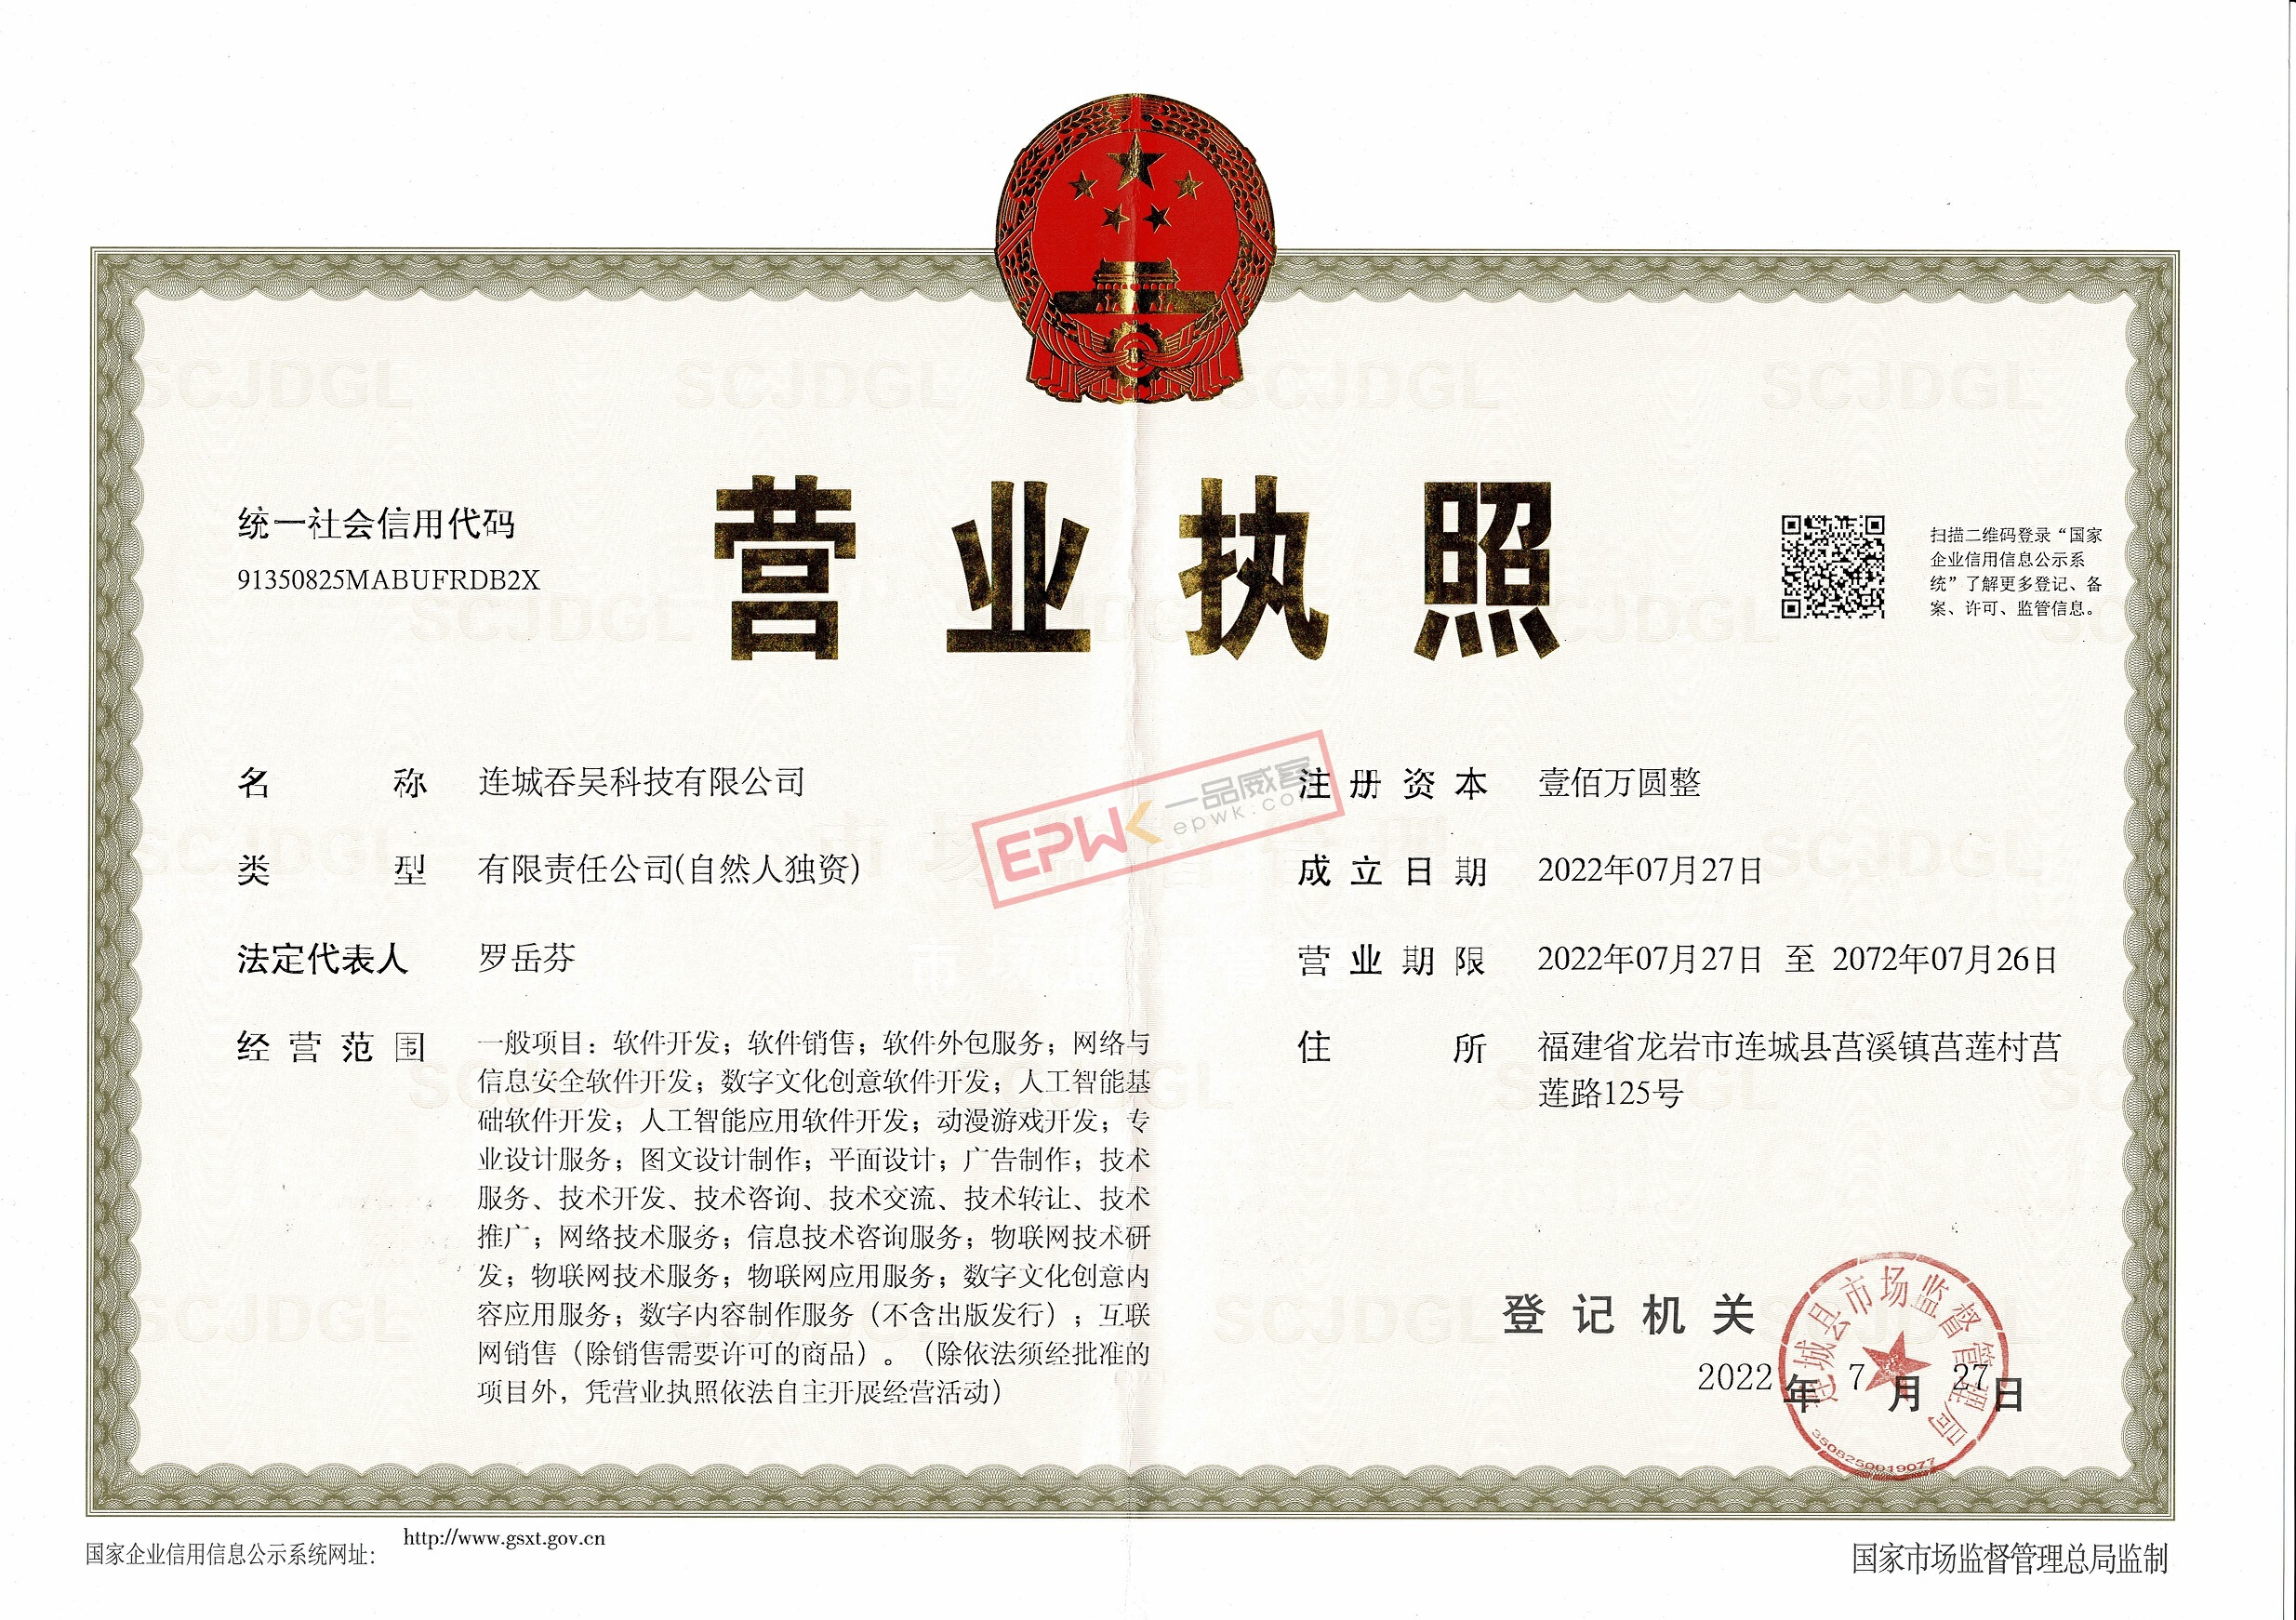 营业执照
统一社会信用代码
91350825MABUFRDB2X
扫描二维码登录“国家
企业信用信息公示系
统”了解更多登记、备
案、许可、监管信息。
名称 连城吞吴科技有限公司
类型 有限责任公司(自然人独资)
法定代表人 罗岳芬
经营范围 一般项目：软件开发；软件销售；软件外包服务；网络与
信息安全软件开发；数字文化创意软件开发；人工智能基
础软件开发；人工智能应用软件开发；动漫游戏开发；专
业设计服务；图文设计制作；平面设计；广告制作；技术
服务、技术开发、技术咨询、技术交流、技术转让、技术
推广；网络技术服务；信息技术咨询服务；物联网技术研
发；物联网技术服务；物联网应用服务；数字文化创意内
容应用服务；数字内容制作服务（不含出版发行）；互联
网销售（除销售需要许可的商品）。（除依法须经批准的
项目外，凭营业执照依法自主开展经营活动）
注册资本 壹佰万圆整
成立日期 2022年07月27日
营业期限 2022年07月27日 至 2072年07月26日
住所 福建省龙岩市连城县莒溪镇莒莲村莒
莲路125号
EPWK 一品威客
epwk.com
登记机关
2022年7月27日
连城县市场监督管理局
3508250019077
国家企业信用信息公示系统网址： http://www.gsxt.gov.cn
国家市场监督管理总局监制
SCJDGL